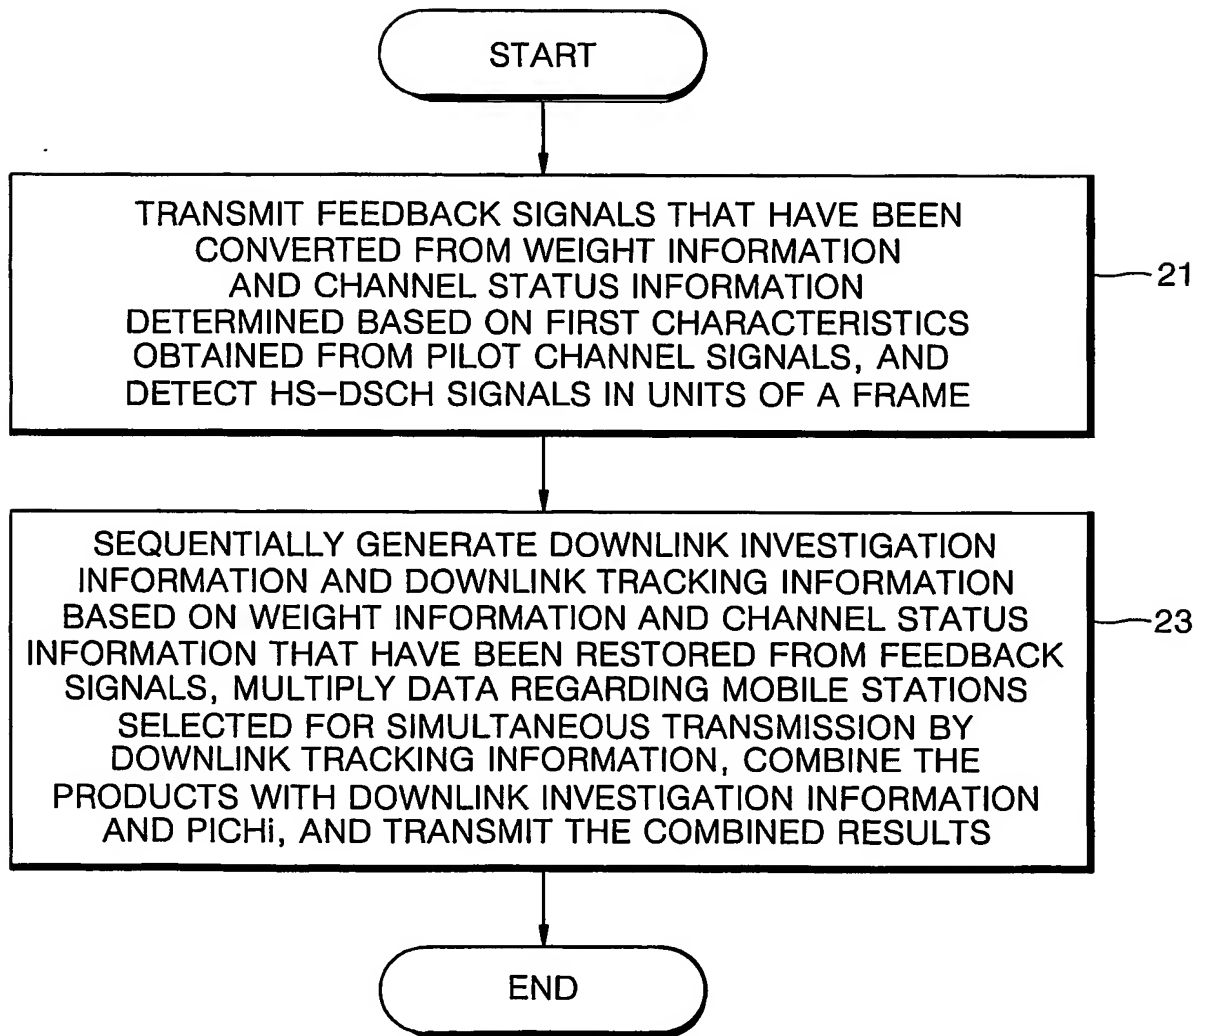 START
TRANSMIT FEEDBACK SIGNALS THAT HAVE BEEN
CONVERTED FROM WEIGHT INFORMATION
AND CHANNEL STATUS INFORMATION
DETERMINED BASED ON FIRST CHARACTERISTICS
OBTAINED FROM PILOT CHANNEL SIGNALS, AND
DETECT HS-DSCH SIGNALS IN UNITS OF A FRAME
21
SEQUENTIALLY GENERATE DOWNLINK INVESTIGATION
INFORMATION AND DOWNLINK TRACKING INFORMATION
BASED ON WEIGHT INFORMATION AND CHANNEL STATUS
INFORMATION THAT HAVE BEEN RESTORED FROM FEEDBACK
SIGNALS, MULTIPLY DATA REGARDING MOBILE STATIONS
SELECTED FOR SIMULTANEOUS TRANSMISSION BY
DOWNLINK TRACKING INFORMATION, COMBINE THE
PRODUCTS WITH DOWNLINK INVESTIGATION INFORMATION
AND PICHi, AND TRANSMIT THE COMBINED RESULTS
23
END